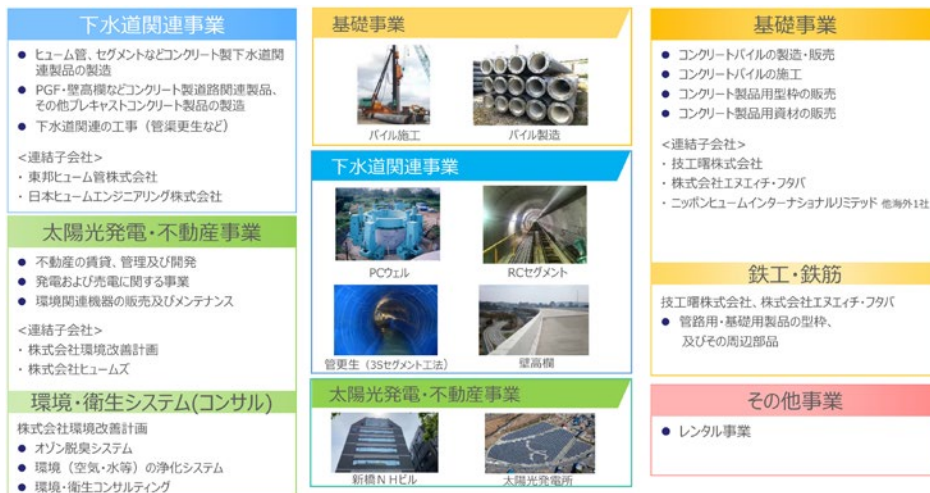 下水道関連事業
● ヒューム管、セグメントなどコンクリート製下水道関
連製品の製造
● PGF・壁高欄などコンクリート製道路関連製品、
その他プレキャストコンクリート製品の製造
● 下水道関連の工事（管渠更生など）
<連結子会社>
・東邦ヒューム管株式会社
・日本ヒュームエンジニアリング株式会社
太陽光発電・不動産事業
● 不動産の賃貸、管理及び開発
● 発電および売電に関する事業
● 環境関連機器の販売及びメンテナンス
<連結子会社>
・株式会社環境改善計画
・株式会社ヒュームズ
環境・衛生システム(コンサル)
株式会社環境改善計画
● オゾン脱臭システム
● 環境（空気・水等）の浄化システム
● 環境・衛生コンサルティング
基礎事業
パイル施工
パイル製造
下水道関連事業
PCウェル
RCセグメント
管更生（3Sセグメント工法）
壁高欄
太陽光発電・不動産事業
新橋NHビル
太陽光発電所
基礎事業
● コンクリートパイルの製造・販売
● コンクリートパイルの施工
● コンクリート製品用型枠の販売
● コンクリート製品用資材の販売
<連結子会社>
・技工曙株式会社
・株式会社エヌエィチ・フタバ
・ニッポンヒュームインターナショナルリミテッド 他海外1社
鉄工・鉄筋
技工曙株式会社、株式会社エヌエィチ・フタバ
● 管路用・基礎用製品の型枠、
及びその周辺部品
その他事業
● レンタル事業